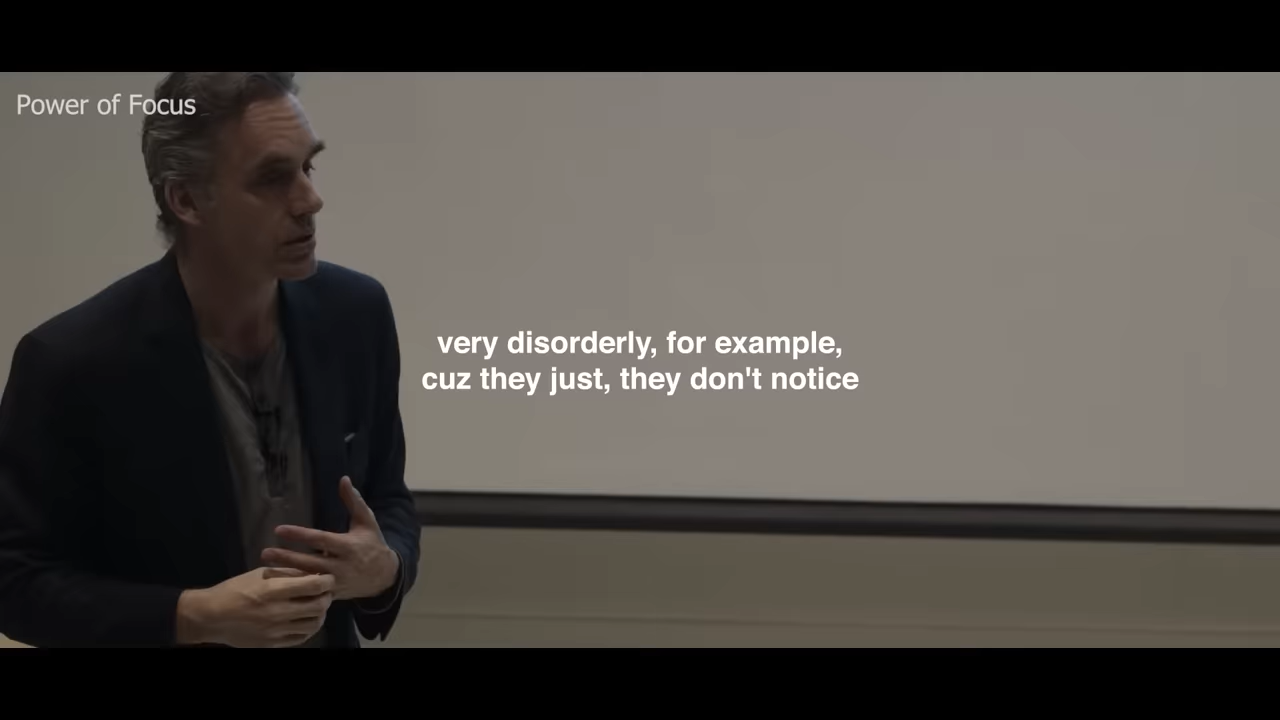 Power of Focus
very disorderly, for example,
cuz they just, they don't notice